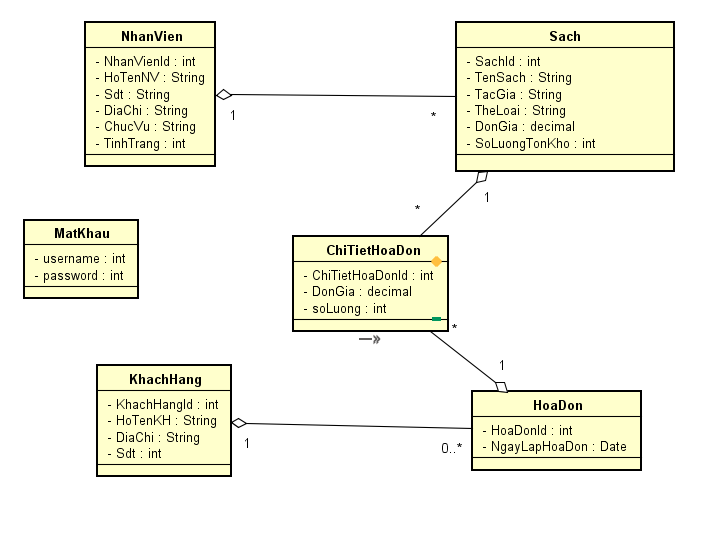 NhanVien
- NhanVienId : int
- HoTenNV : String
- Sdt : String
- DiaChi : String
- ChucVu : String
- TinhTrang : int
1
*
Sach
- SachId : int
- TenSach : String
- TacGia : String
- TheLoai : String
- DonGia : decimal
- SoLuongTonKho : int
1
*
MatKhau
- username : int
- password : int
ChiTietHoaDon
- ChiTietHoaDonId : int
- DonGia : decimal
- soLuong : int
*
1
KhachHang
- KhachHangId : int
- HoTenKH : String
- DiaChi : String
- Sdt : int
1
0..*
HoaDon
- HoaDonId : int
- NgayLapHoaDon : Date